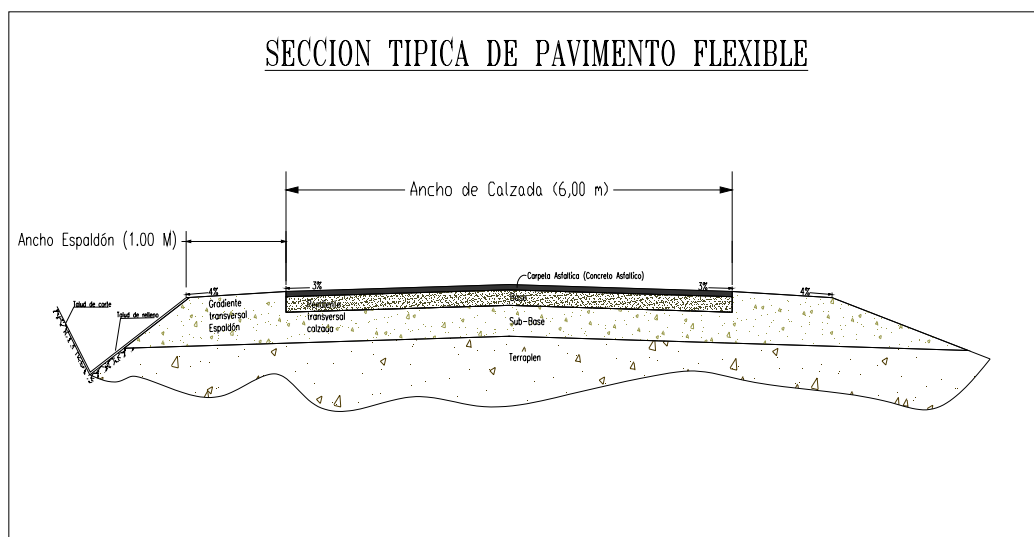 SECCION TIPICA DE PAVIMENTO FLEXIBLE
Ancho de Calzada (6,00 m)
Ancho Espaldón (1.00 M)
Carpeta Asfaltica (Concreto Asfaltico)
4%
3%
3%
4%
Talud de corte
Gradiente
transversal
Espaldón
Pendiente
transversal
calzada
Base
Talud de relleno
Sub-Base
Terraplen